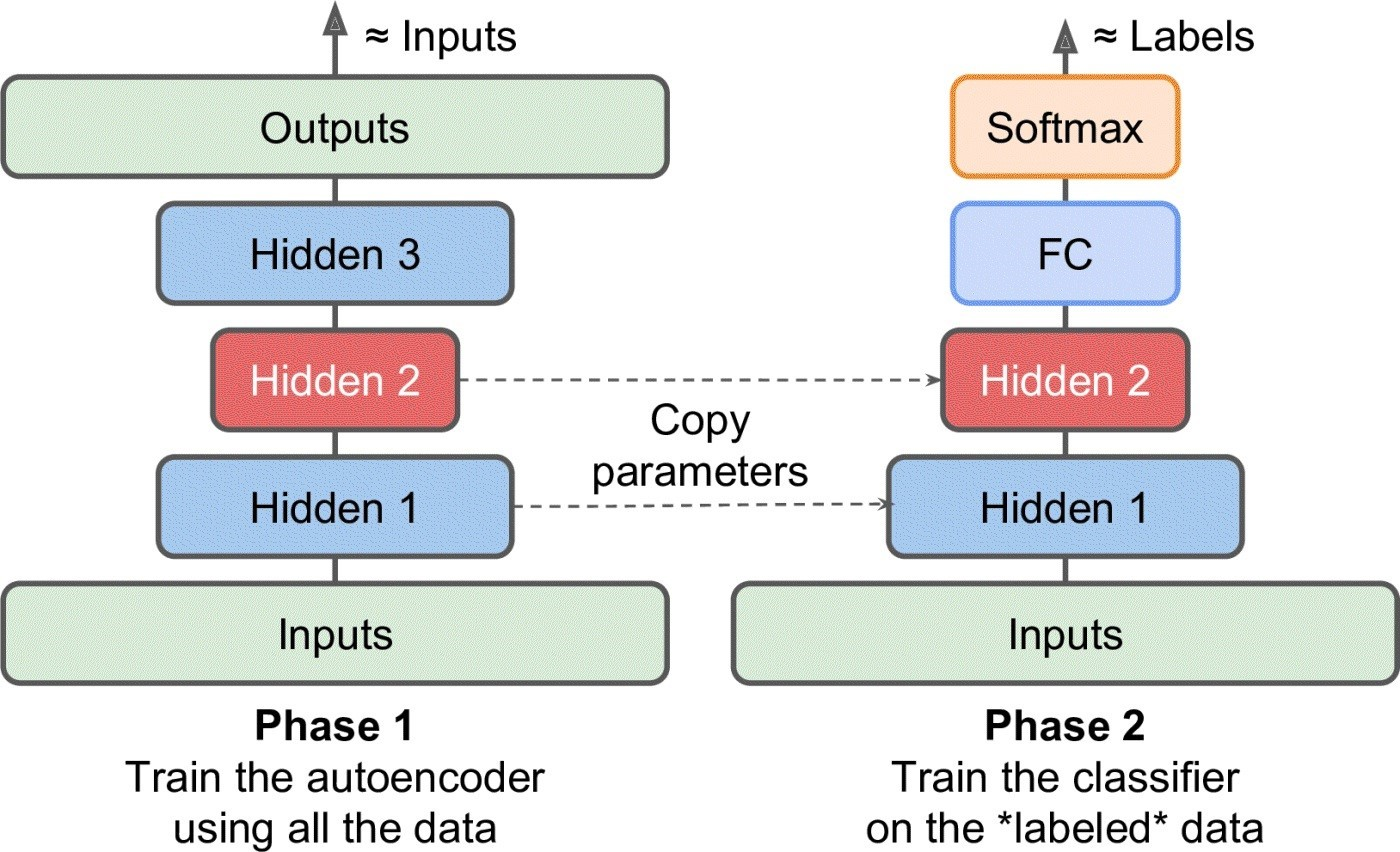 ≈ Inputs
Outputs
Hidden 3
Hidden 2
Hidden 1
Inputs
Phase 1
Train the autoencoder
using all the data
Copy
parameters
≈ Labels
Softmax
FC
Hidden 2
Hidden 1
Inputs
Phase 2
Train the classifier
on the *labeled* data